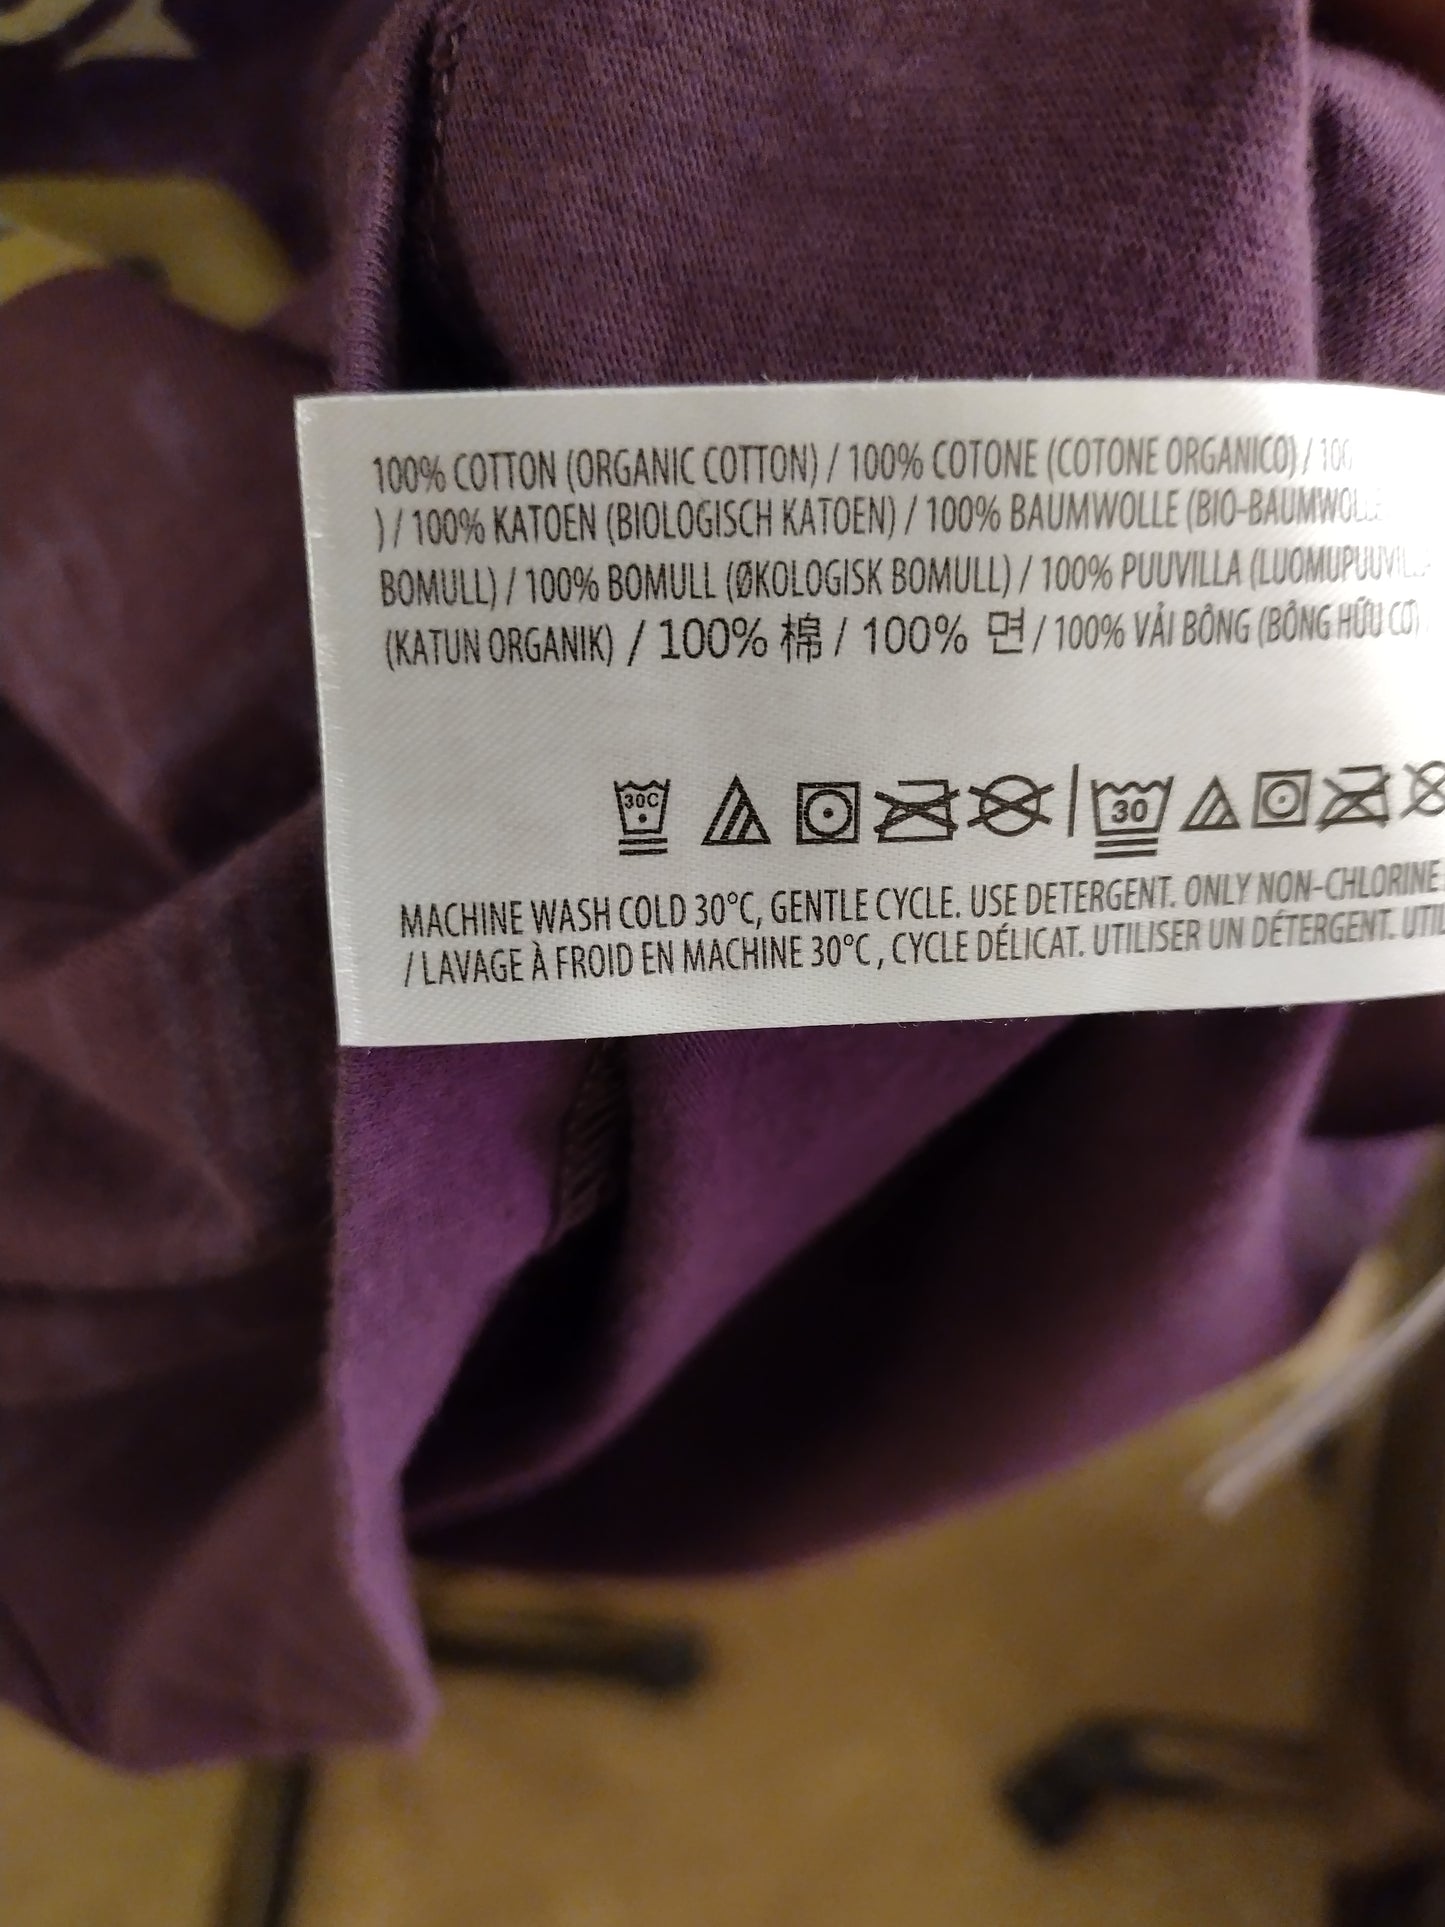 100% COTTON (ORGANIC COTTON) / 100% COTONE (COTONE ORGANICO) / 100
) / 100% KATOEN (BIOLOGISCH KATOEN) / 100% BAUMWOLLE (BIO-BAUMWOLLE
BOMULL) / 100% BOMULL (ØKOLOGISK BOMULL) / 100% PUUVILLA (LUOMUPUUVILLA
(KATUN ORGANIK) / 100% 棉 / 100% 면 / 100% VẢI BÔNG (BÔNG HỮU CƠ)
30C 30
MACHINE WASH COLD 30°C, GENTLE CYCLE. USE DETERGENT. ONLY NON-CHLORINE
/ LAVAGE À FROID EN MACHINE 30°C, CYCLE DÉLICAT. UTILISER UN DÉTERGENT.